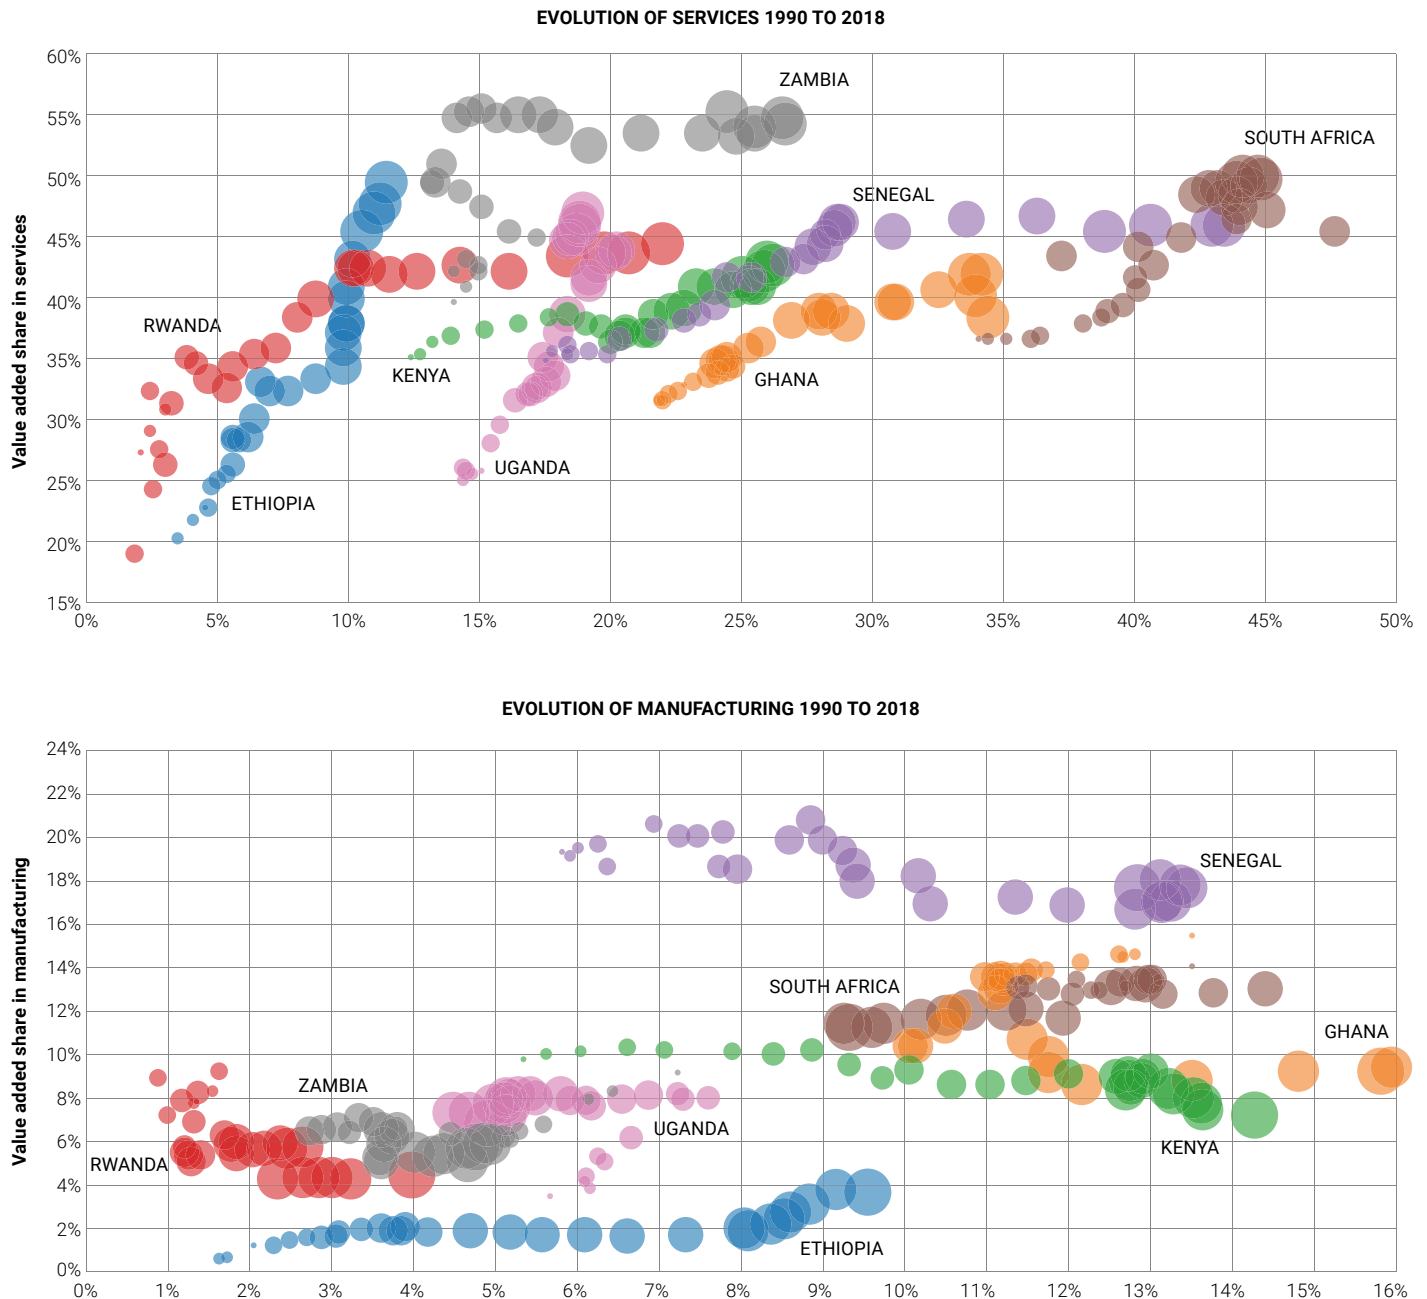 EVOLUTION OF SERVICES 1990 TO 2018
Value added share in services
60%
55%
50%
45%
40%
35%
30%
25%
20%
15%
ZAMBIA
SOUTH AFRICA
SENEGAL
RWANDA
KENYA
GHANA
UGANDA
ETHIOPIA
0% 5% 10% 15% 20% 25% 30% 35% 40% 45% 50%
EVOLUTION OF MANUFACTURING 1990 TO 2018
Value added share in manufacturing
24%
22%
20%
18%
16%
14%
12%
10%
8%
6%
4%
2%
0%
SENEGAL
SOUTH AFRICA
GHANA
ZAMBIA
UGANDA
KENYA
RWANDA
ETHIOPIA
0% 1% 2% 3% 4% 5% 6% 7% 8% 9% 10% 11% 12% 13% 14% 15% 16%